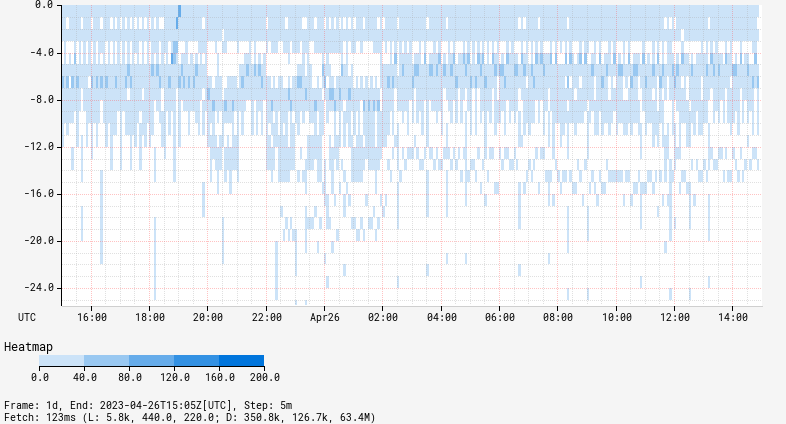 0.0
-4.0
-8.0
-12.0
-16.0
-20.0
-24.0
UTC 16:00 18:00 20:00 22:00 Apr26 02:00 04:00 06:00 08:00 10:00 12:00 14:00
Heatmap
0.0 40.0 80.0 120.0 160.0 200.0
Frame: 1d, End: 2023-04-26T15:05Z[UTC], Step: 5m
Fetch: 123ms (L: 5.8k, 440.0, 220.0; D: 350.8k, 126.7k, 63.4M)